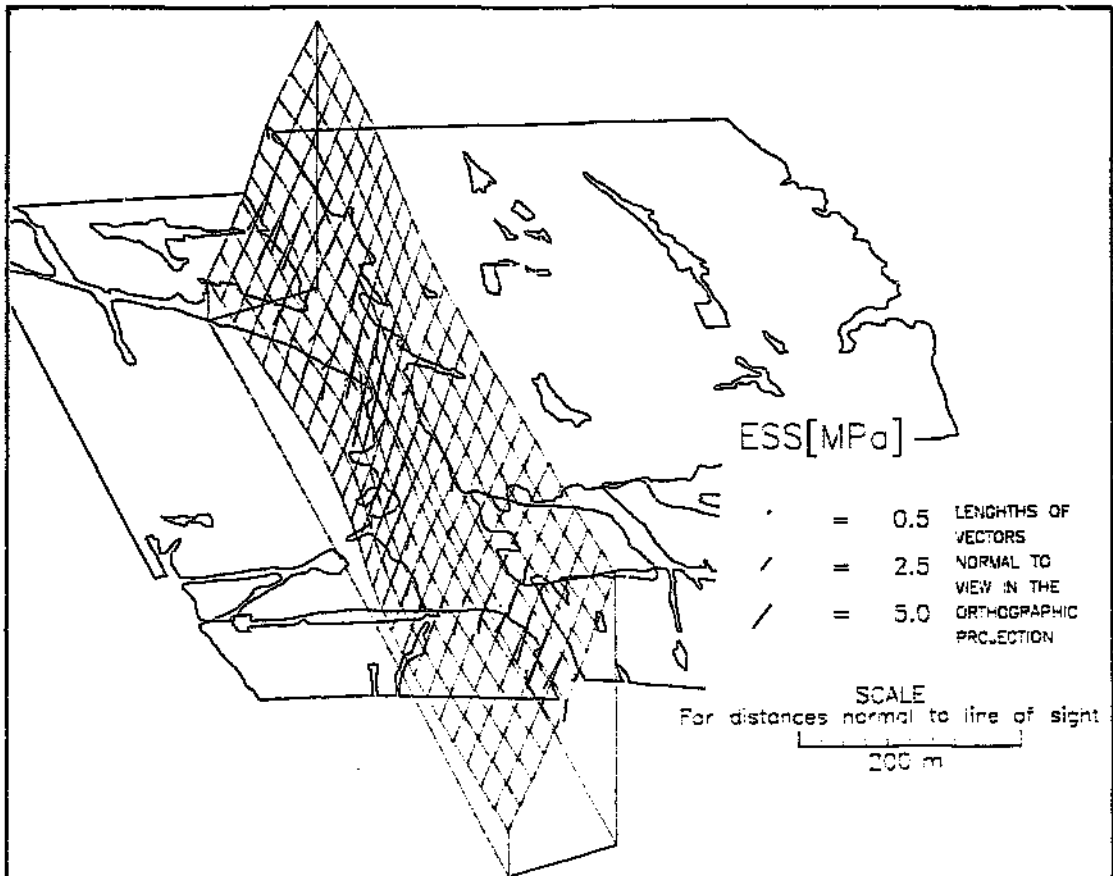 ESS[MPa]
· = 0.5 LENGHTHS OF
VECTORS
/ = 2.5 NORMAL TO
VIEW IN THE
/ = 5.0 ORTHOGRAPHIC
PROJECTION
SCALE
For distances normal to line of sight
200 m